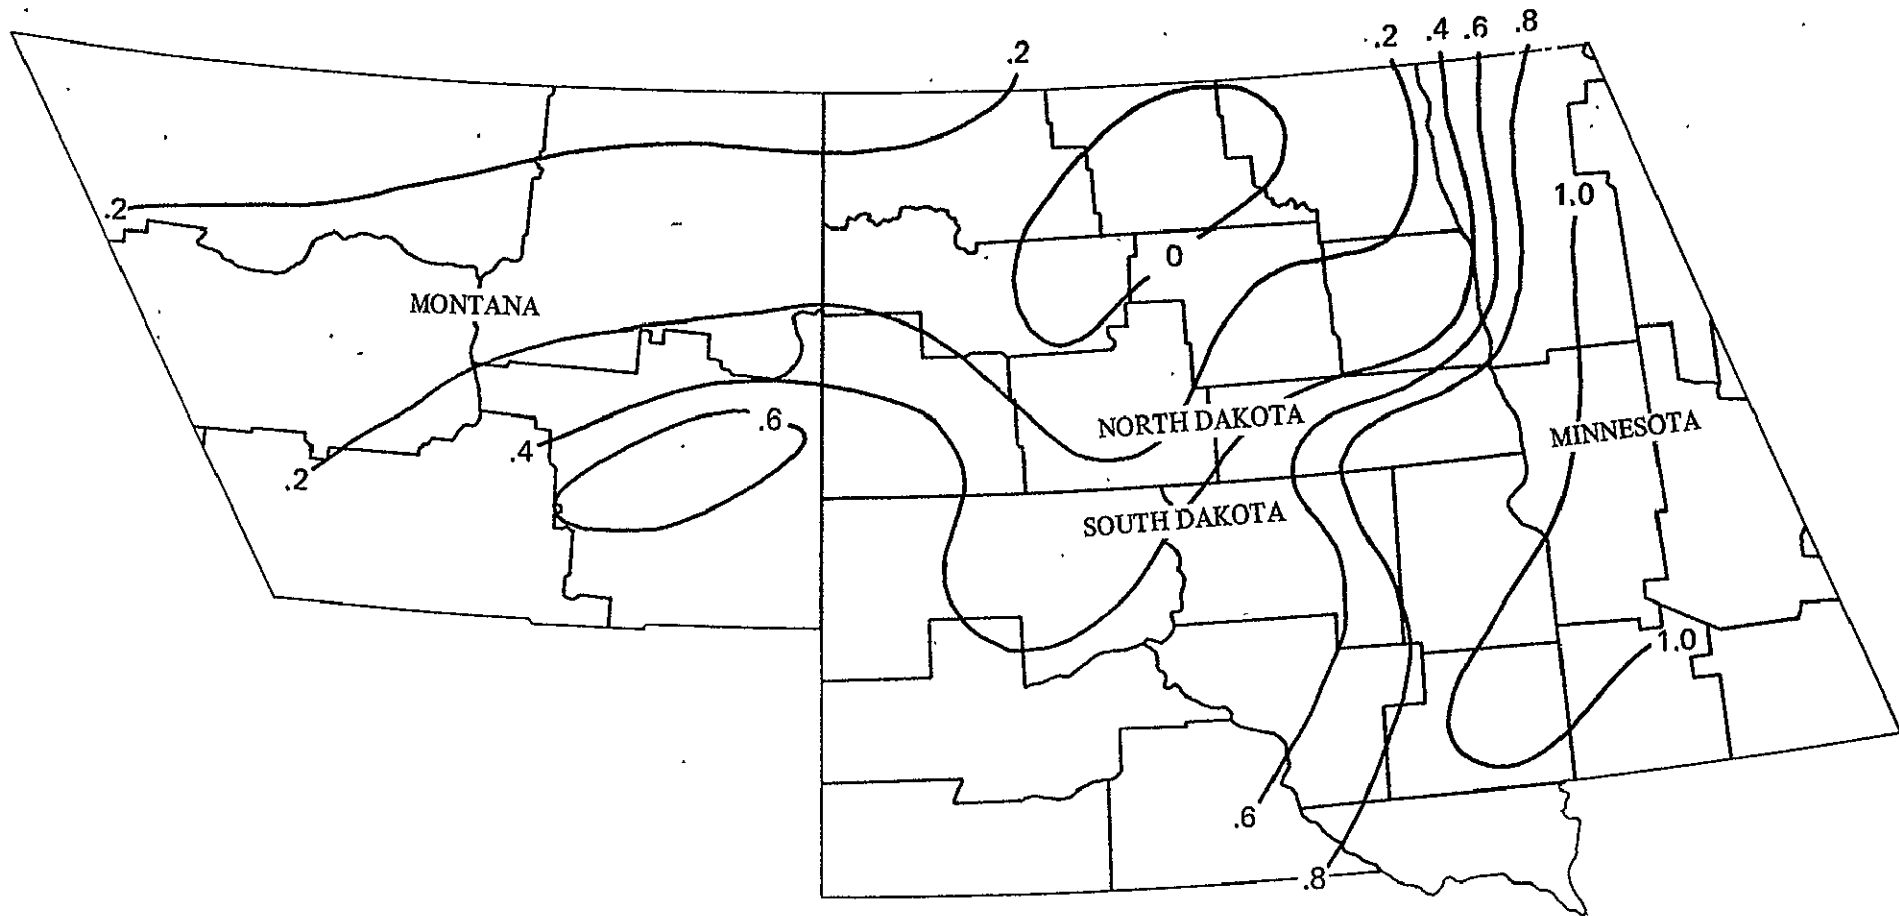 .2 .4 .6 .8
.2
1.0
.2
0
MONTANA
.6
NORTH DAKOTA
MINNESOTA
.4
.2
SOUTH DAKOTA
1.0
.6
.8